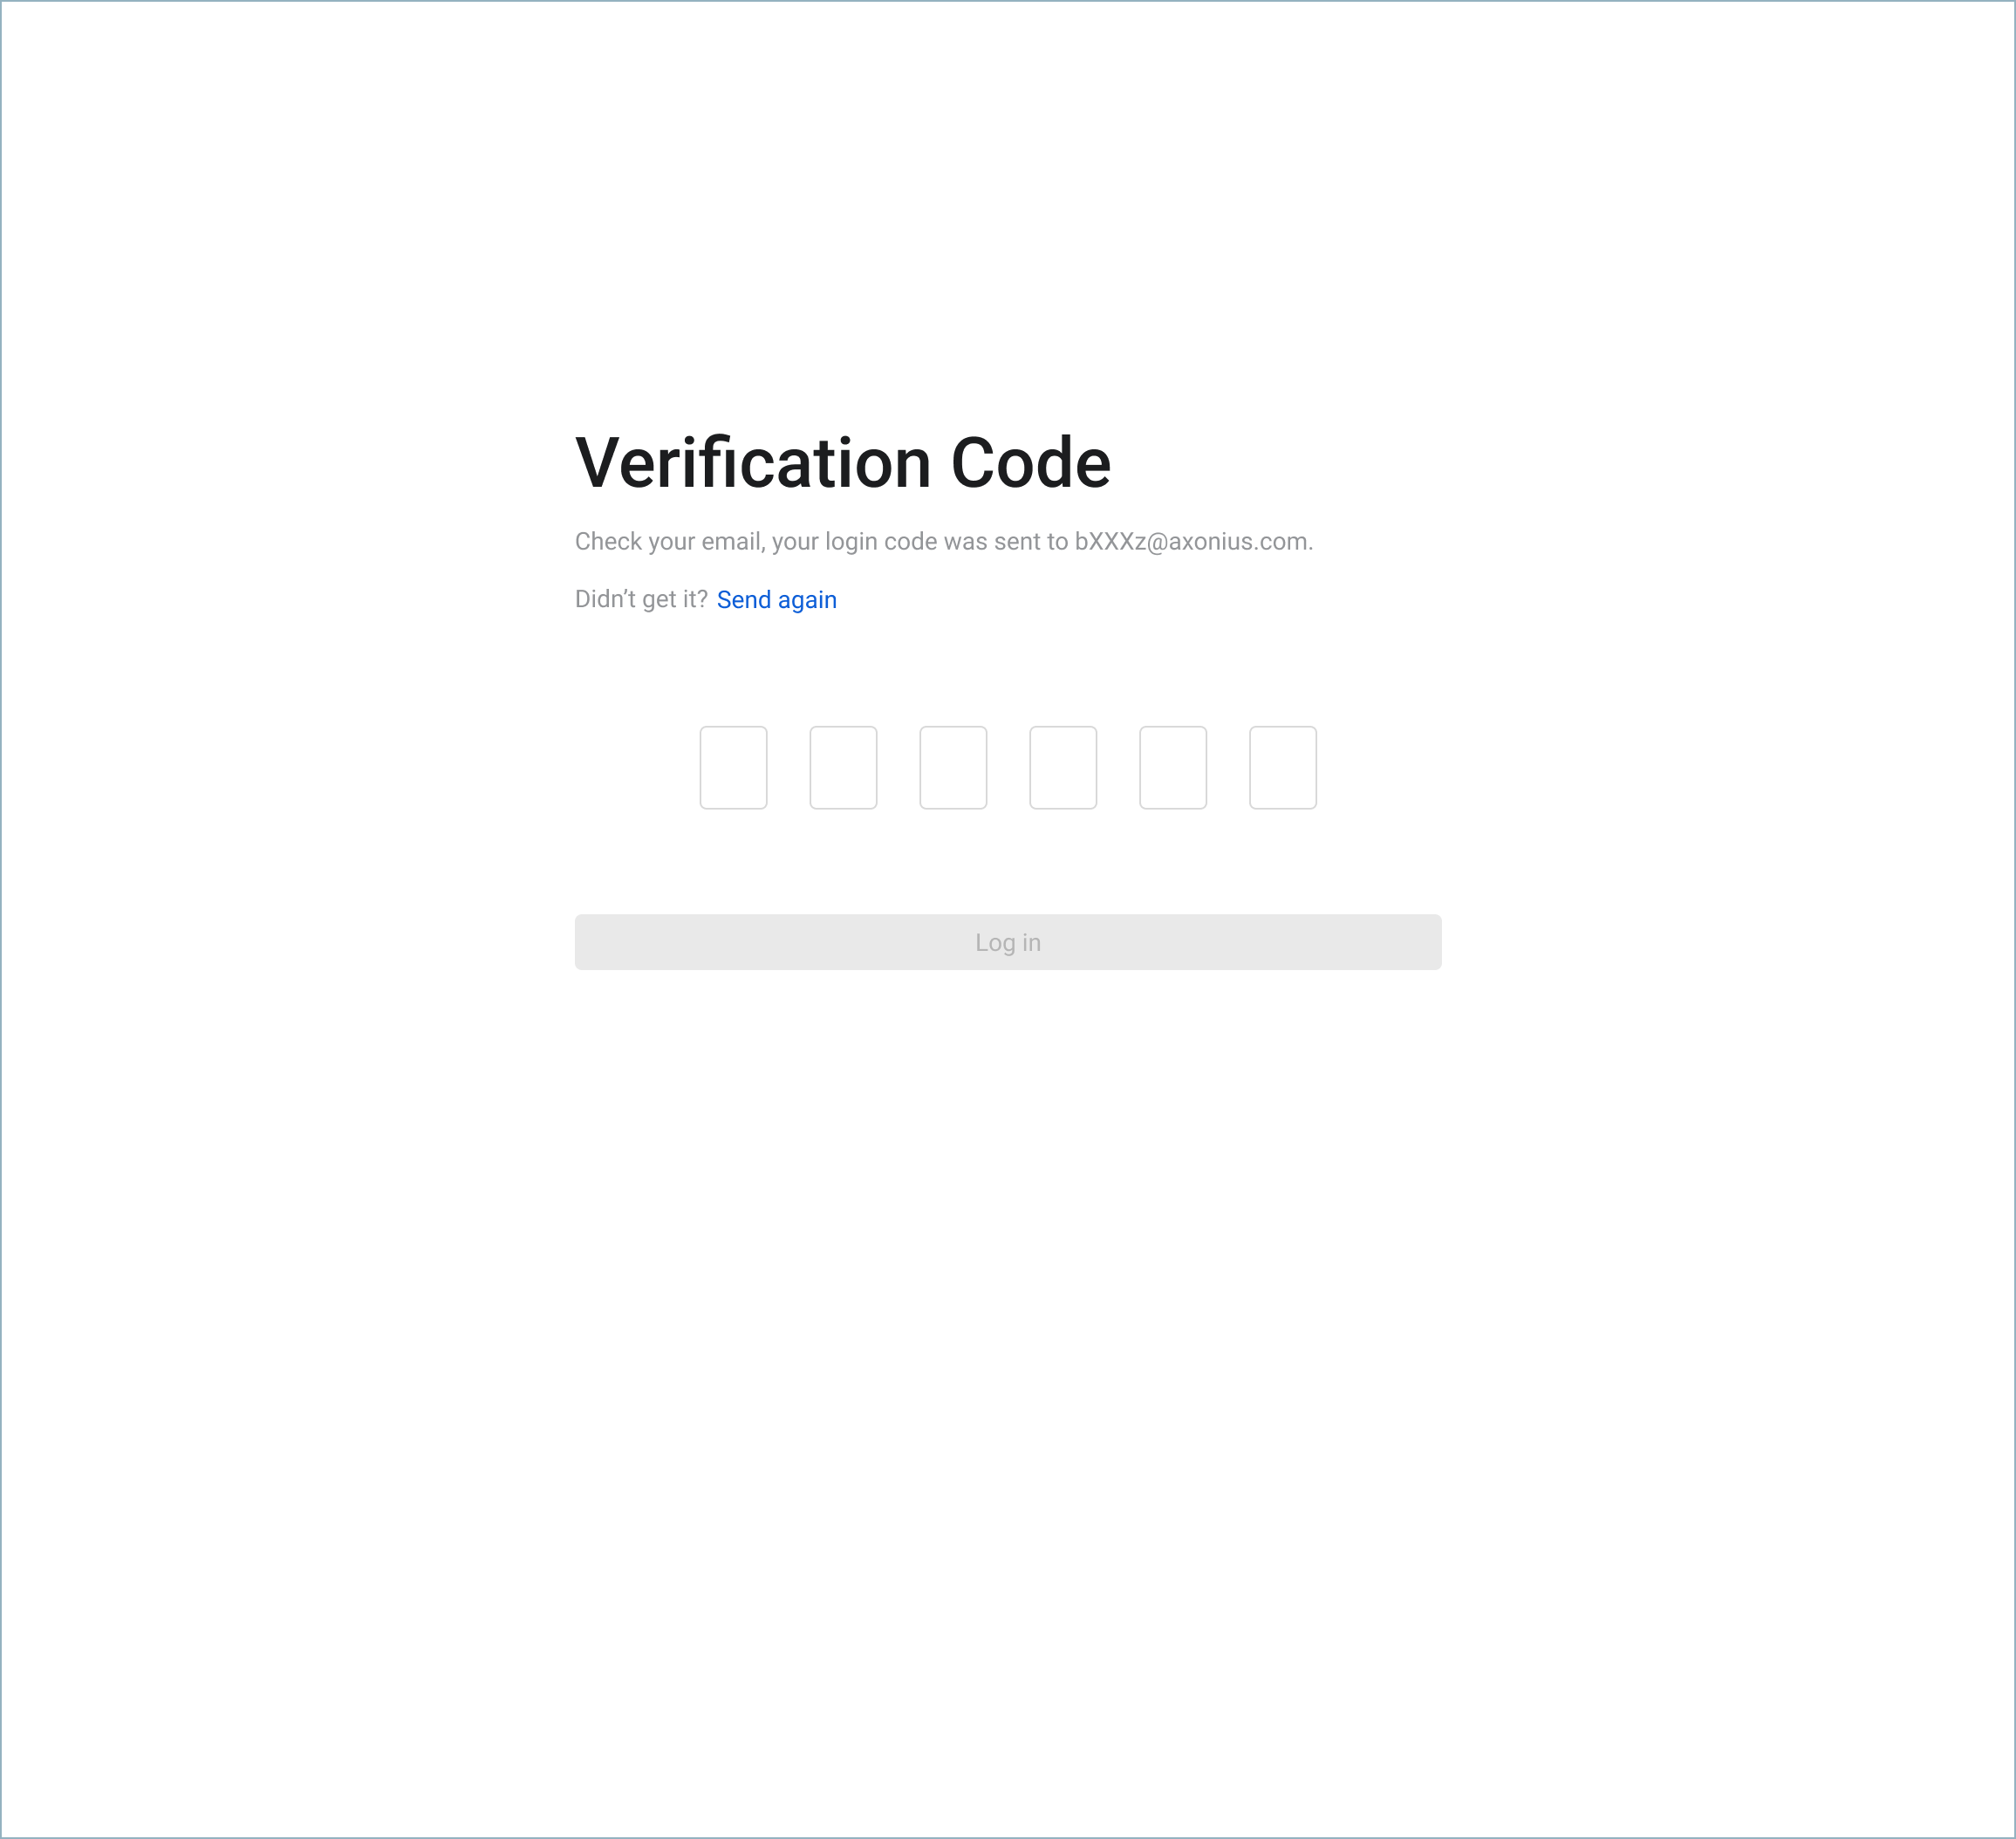 Verification Code
Check your email, your login code was sent to bXXXz@axonius.com.
Didn’t get it? Send again
Log in